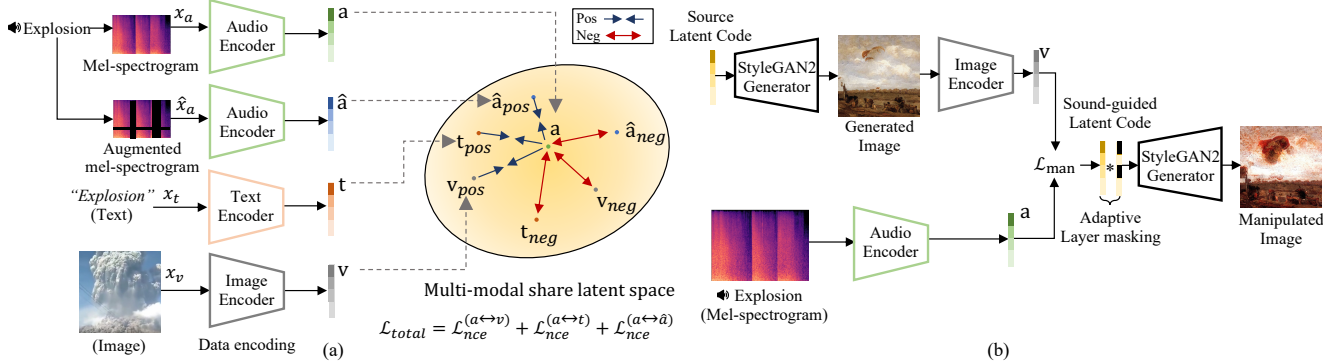 Explosion
Mel-spectrogram
x_a
Audio
Encoder
a
x̂_a
Augmented
mel-spectrogram
Audio
Encoder
â
“Explosion”
(Text)
x_t
Text
Encoder
t
(Image)
x_v
Image
Encoder
v
Data encoding
(a)
Pos
Neg
â_pos
a
â_neg
t_pos
v_pos
v_neg
t_neg
Multi-modal share latent space
ℒ_total = ℒ_nce^(a↔v) + ℒ_nce^(a↔t) + ℒ_nce^(a↔â)
Source
Latent Code
StyleGAN2
Generator
Generated
Image
Image
Encoder
v
Sound-guided
Latent Code
ℒ_man
*
Adaptive
Layer masking
StyleGAN2
Generator
Manipulated
Image
Explosion
(Mel-spectrogram)
Audio
Encoder
a
(b)